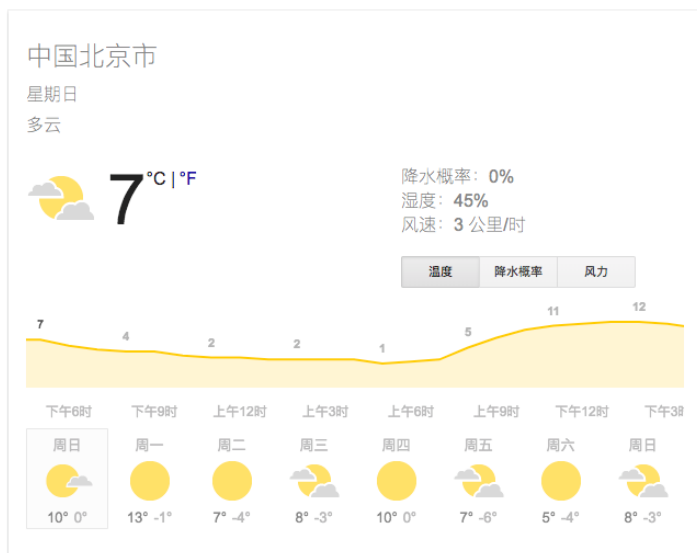 中国北京市
星期日
多云
7 °C | °F
降水概率：0%
湿度：45%
风速：3 公里/时
温度 降水概率 风力
7 4 2 2 1 5 11 12
下午6时 下午9时 上午12时 上午3时 上午6时 上午9时 下午12时 下午3
周日 周一 周二 周三 周四 周五 周六 周日
10° 0° 13° -1° 7° -4° 8° -3° 10° 0° 7° -6° 5° -4° 8° -3°